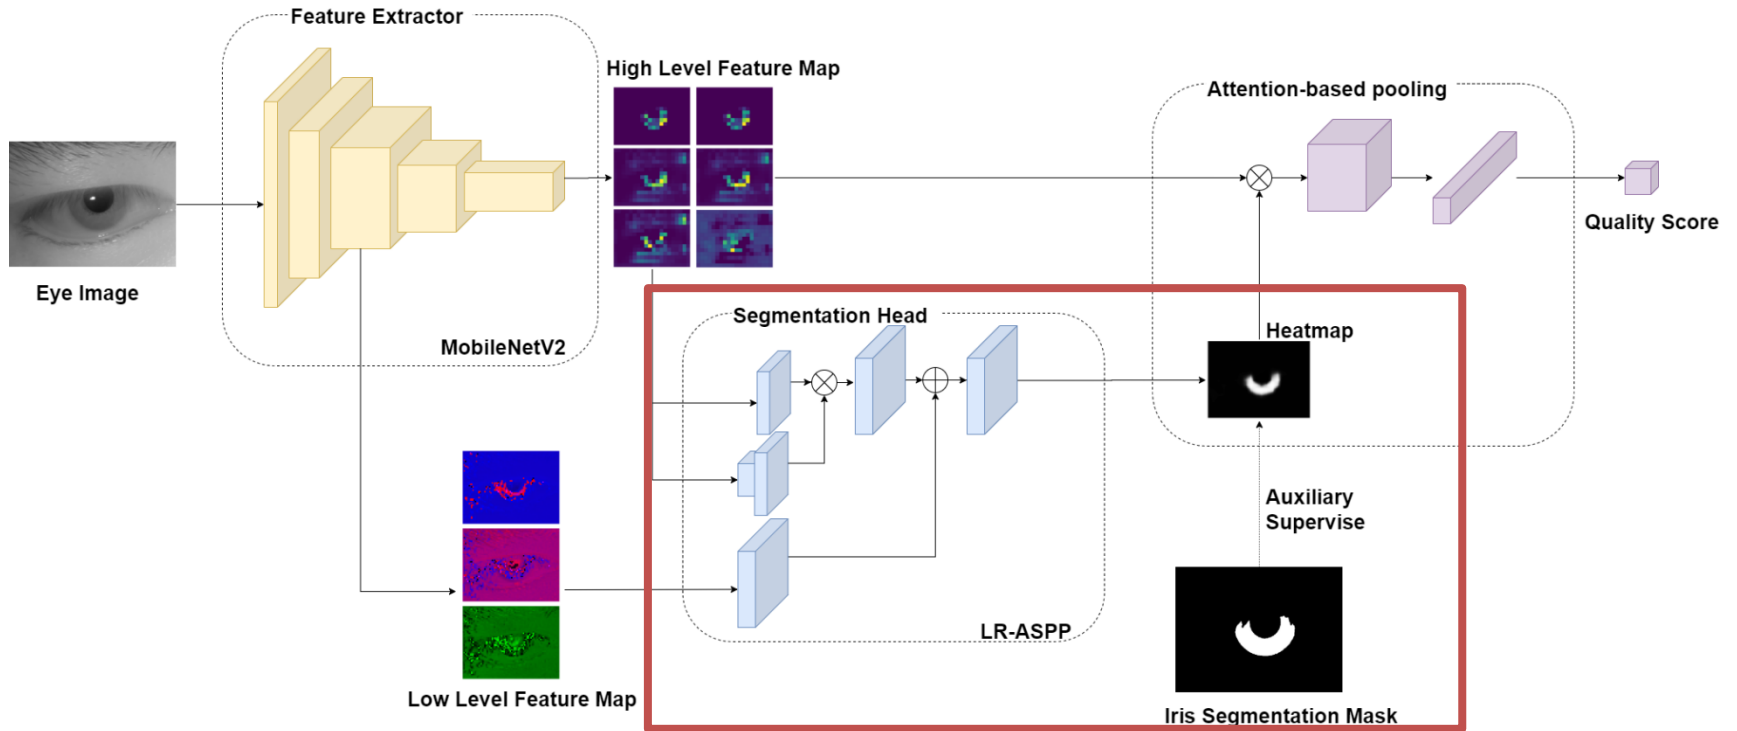 Feature Extractor
High Level Feature Map
Attention-based pooling
Eye Image
MobileNetV2
Quality Score
Segmentation Head
Heatmap
Auxiliary
Supervise
LR-ASPP
Low Level Feature Map
Iris Segmentation Mask